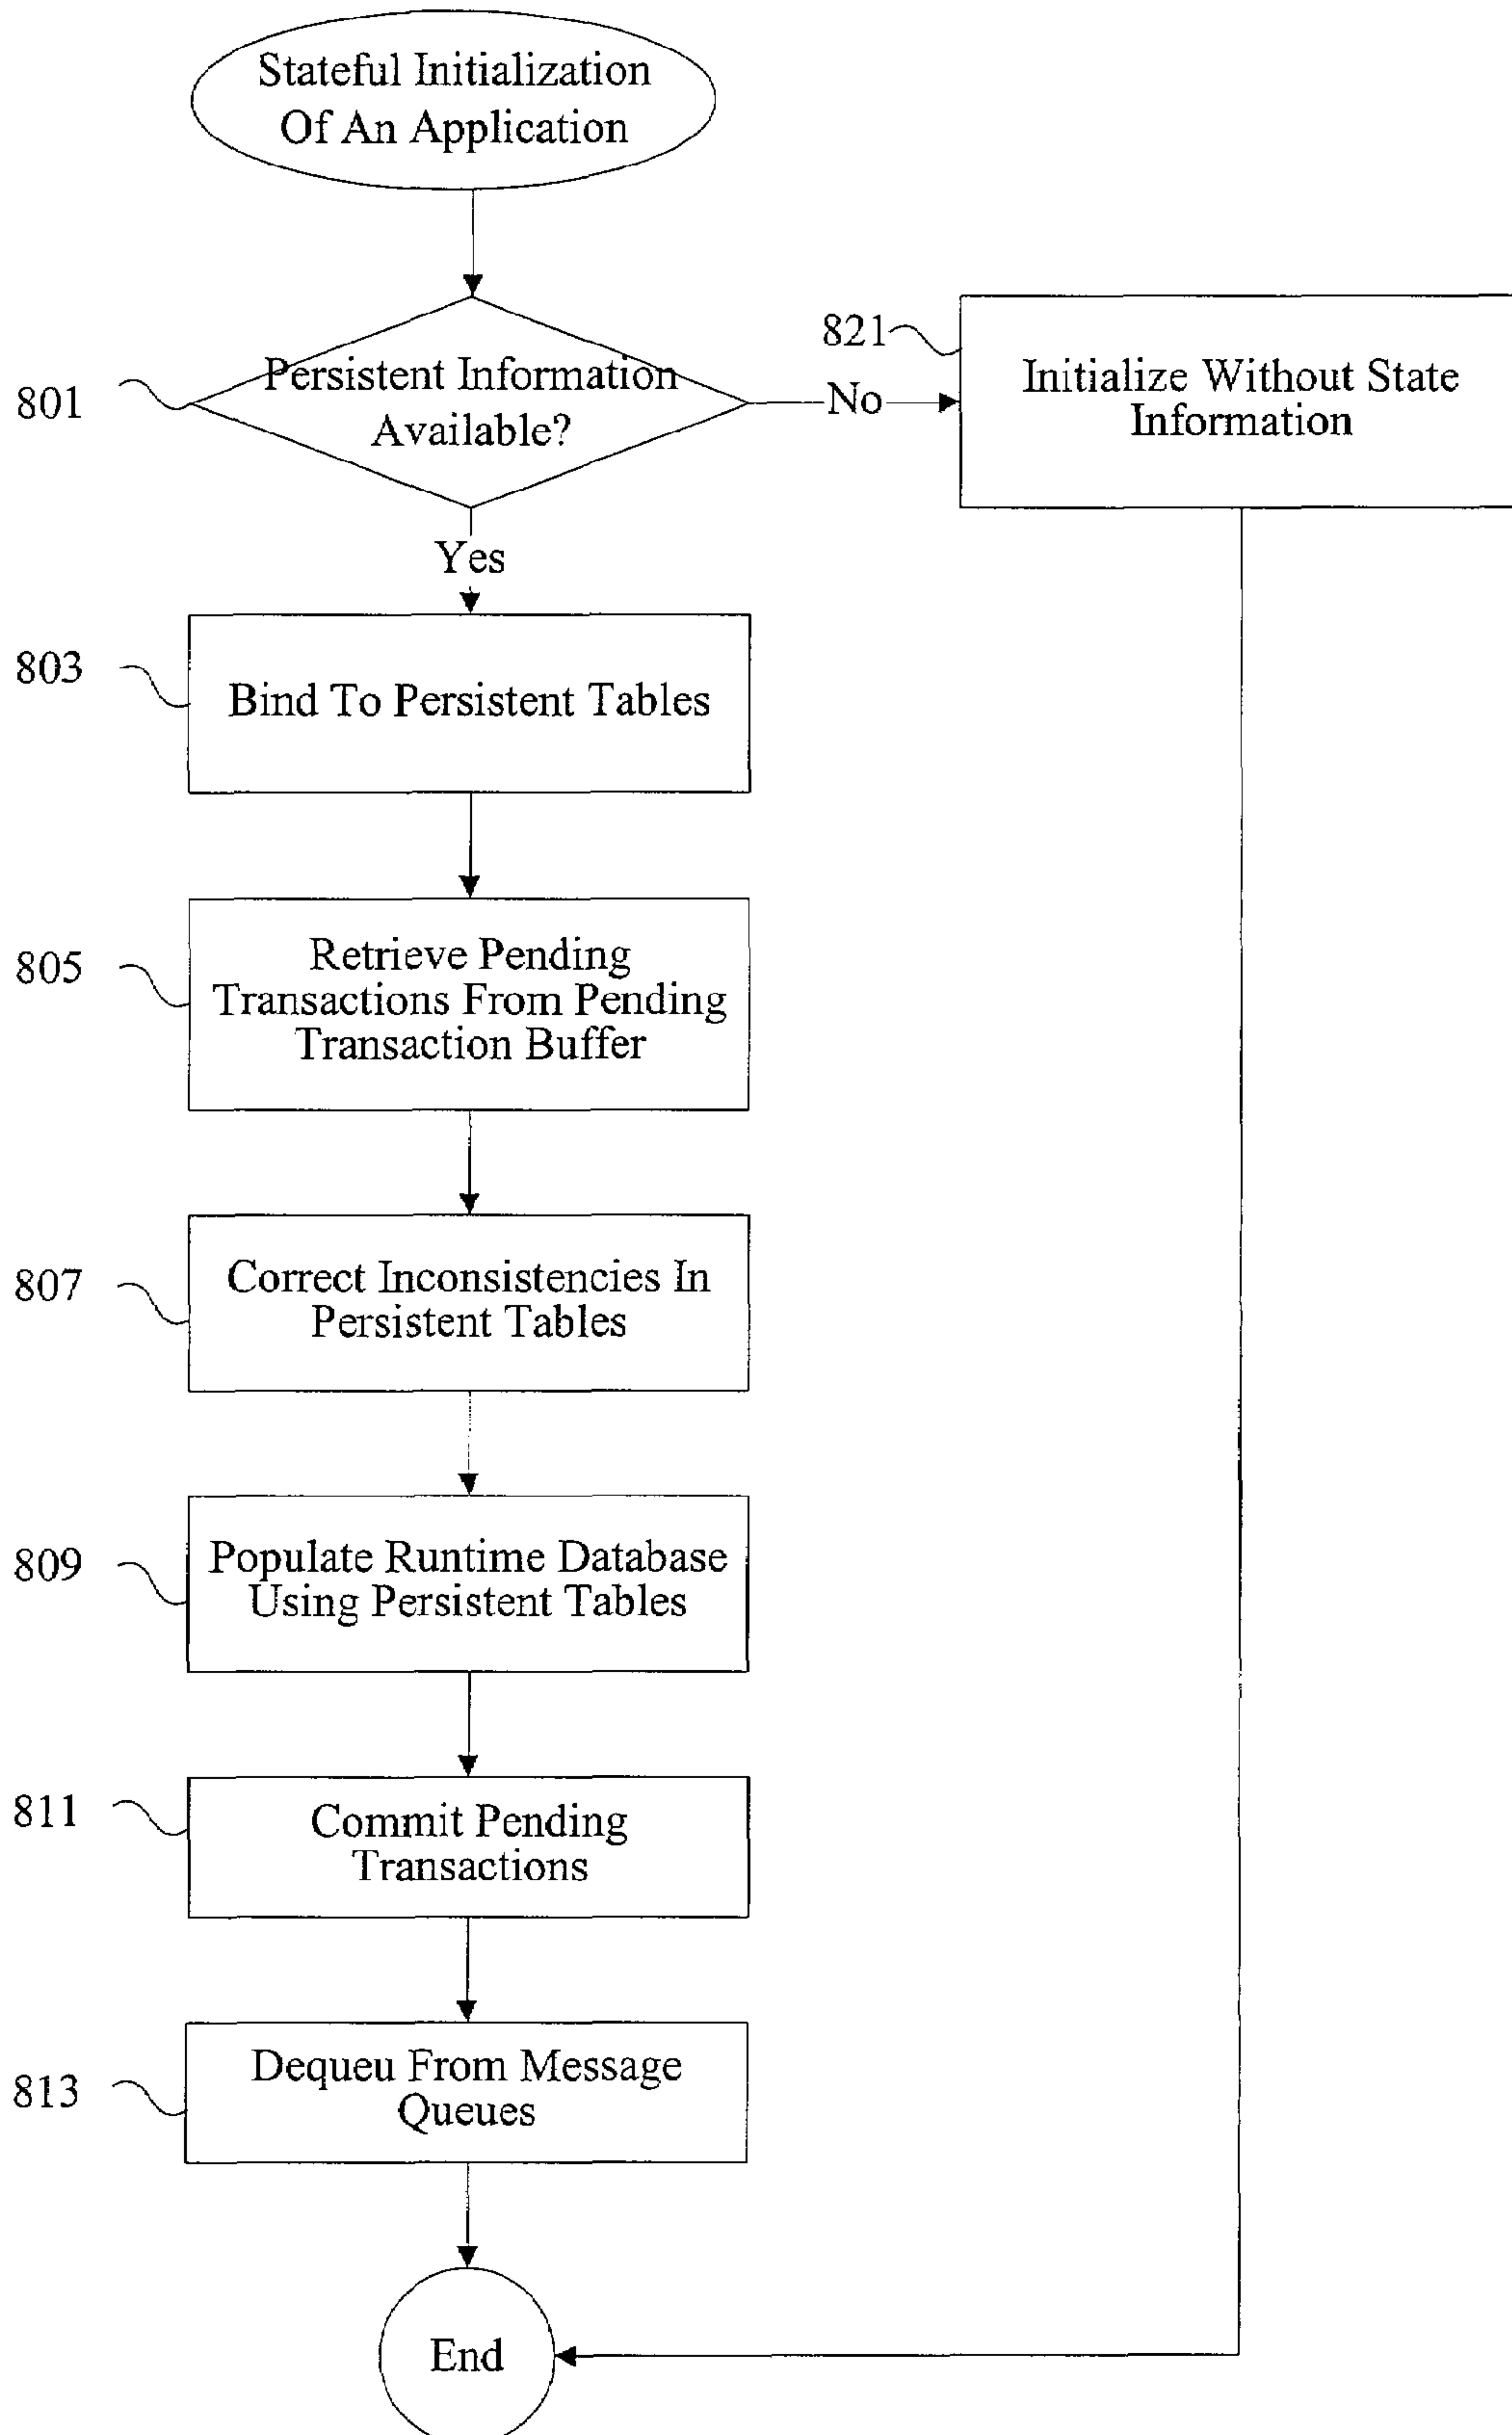 Stateful Initialization
Of An Application
801
Persistent Information
Available?
No
821
Initialize Without State
Information
Yes
803
Bind To Persistent Tables
805
Retrieve Pending
Transactions From Pending
Transaction Buffer
807
Correct Inconsistencies In
Persistent Tables
809
Populate Runtime Database
Using Persistent Tables
811
Commit Pending
Transactions
813
Dequeu From Message
Queues
End